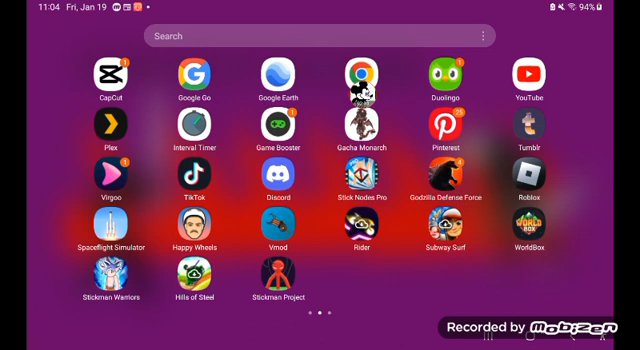 11:04 Fri, Jan 19
94%
Search
CapCut Google Go Google Earth Duolingo YouTube
Plex Interval Timer Game Booster Gacha Monarch Pinterest Tumblr
Virgoo TikTok Discord Stick Nodes Pro Godzilla Defense Force Roblox
Spaceflight Simulator Happy Wheels Vmod Rider Subway Surf WorldBox
Stickman Warriors Hills of Steel Stickman Project
Recorded by MOBIZEN